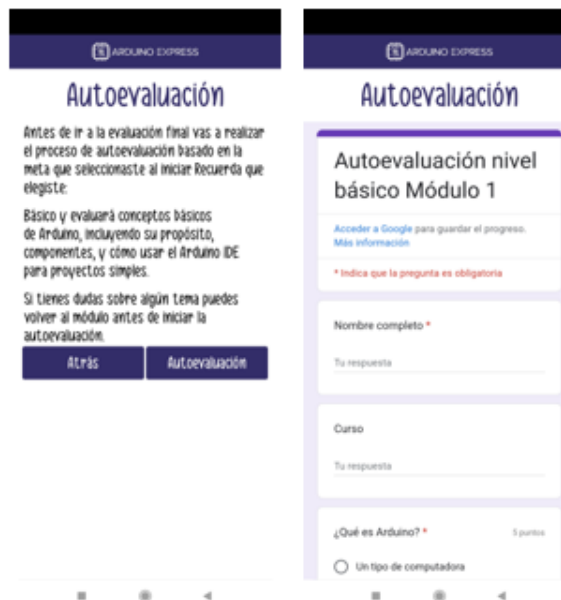 ARDUINO EXPRESS
Autoevaluación
Antes de ir a la evaluación final vas a realizar
el proceso de autoevaluación basado en la
meta que seleccionaste al iniciar Recuerda que
elegiste:
Básico y evaluará conceptos básicos
de Arduino, incluyendo su propósito,
componentes, y cómo usar el Arduino IDE
para proyectos simples.
Si tienes dudas sobre algún tema puedes
volver al módulo antes de iniciar la
autoevaluación.
Atrás
Autoevaluación
ARDUINO EXPRESS
Autoevaluación
Autoevaluación nivel
básico Módulo 1
Acceder a Google para guardar el progreso.
Más información
* Indica que la pregunta es obligatoria
Nombre completo *
Tu respuesta
Curso
Tu respuesta
¿Qué es Arduino? *
5 puntos
Un tipo de computadora